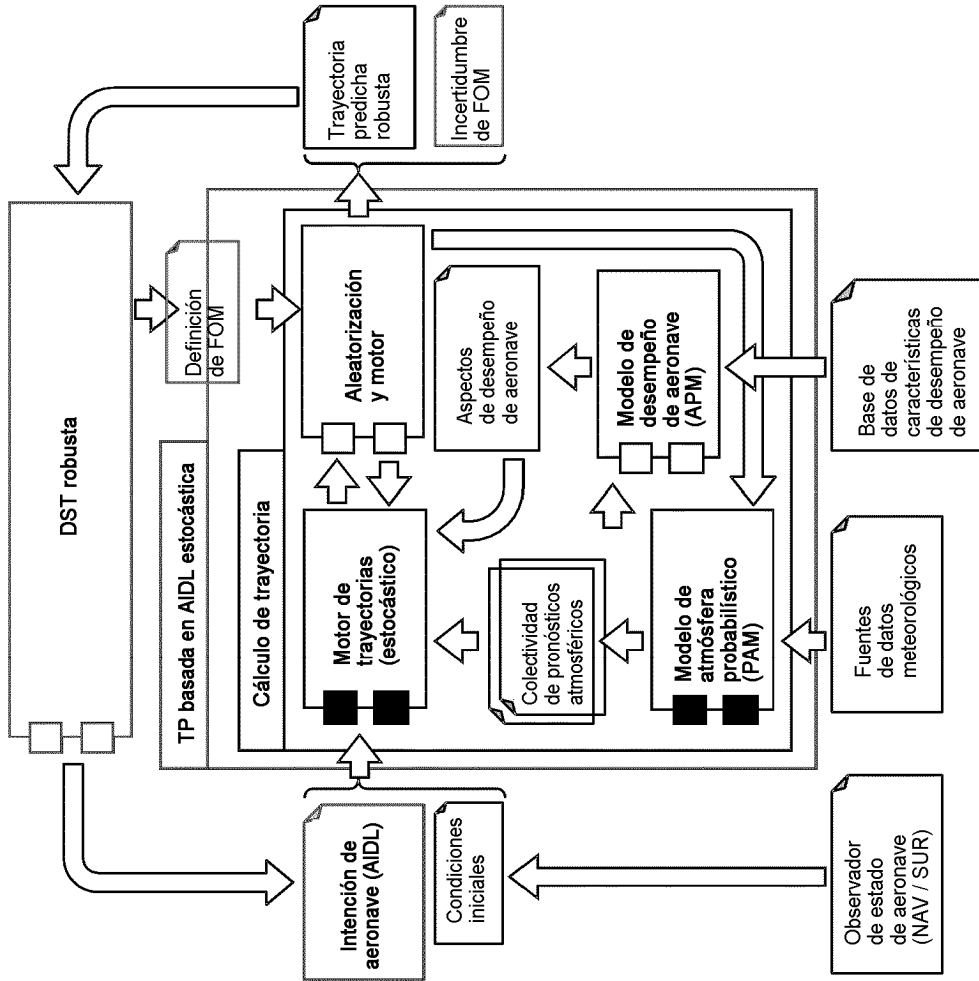 DST robusta
TP basada en AIDL estocástica
Definición
de FOM
Cálculo de trayectoria
Intención de
aeronave (AIDL)
Condiciones
iniciales
Motor de
trayectorias
(estocástico)
Aleatorización
y motor
Trayectoria
predicha
robusta
Incertidumbre
de FOM
Colectividad
de pronósticos
atmosféricos
Aspectos
de desempeño
de aeronave
Modelo de
atmósfera
probabilístico
(PAM)
Modelo de
desempeño
de aeronave
(APM)
Observador
de estado
de aeronave
(NAV / SUR)
Fuentes
de datos
meteorológicos
Base de
datos de
características
de desempeño
de aeronave